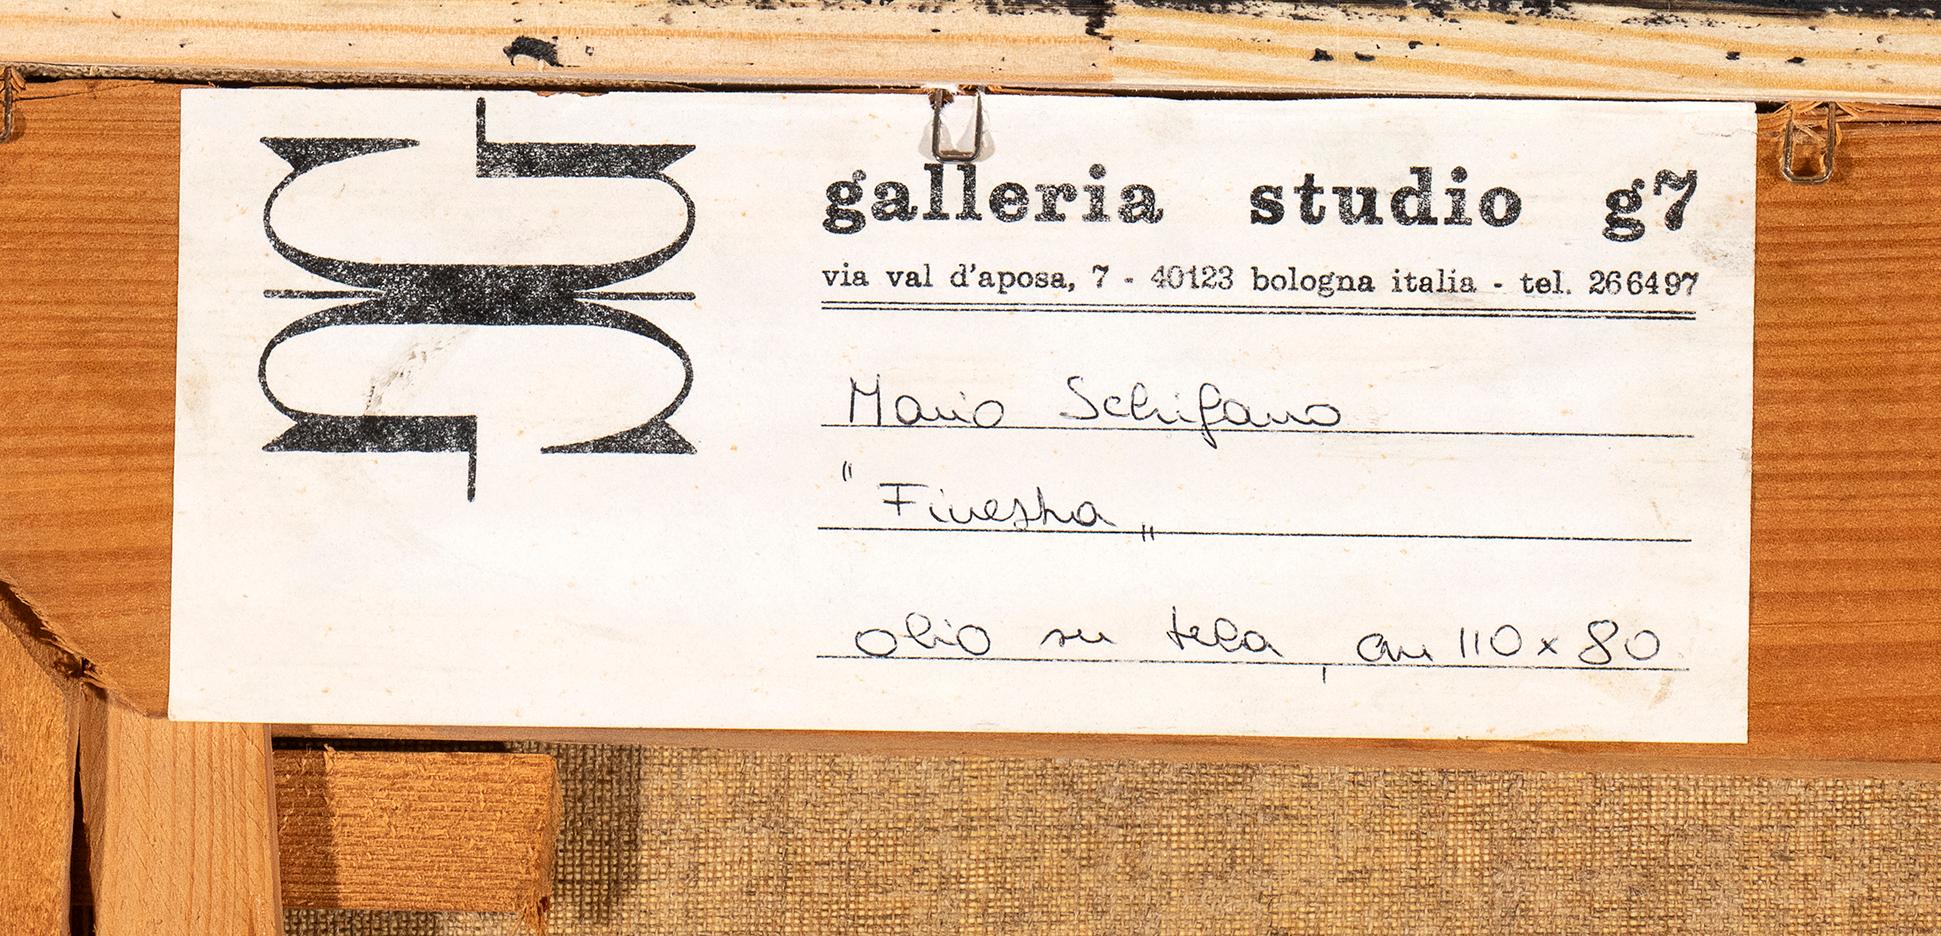 galleria studio g7
via val d'aposa, 7 - 40123 bologna italia - tel. 266497
Mario Schifano
"Finestra„
olio su tela, cm 110 x 80